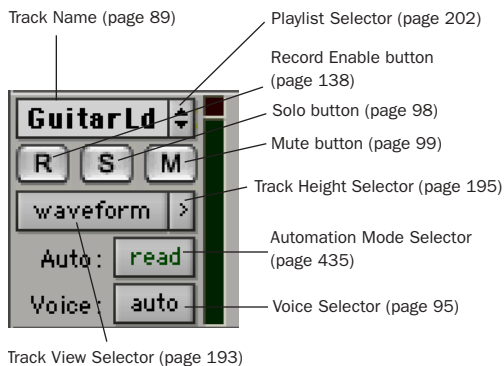 Track Name (page 89)
Playlist Selector (page 202)
Record Enable button
(page 138)
Solo button (page 98)
Mute button (page 99)
Track Height Selector (page 195)
Automation Mode Selector
(page 435)
Voice Selector (page 95)
Track View Selector (page 193)
GuitarLd
R S M
waveform >
Auto: read
Voice: auto